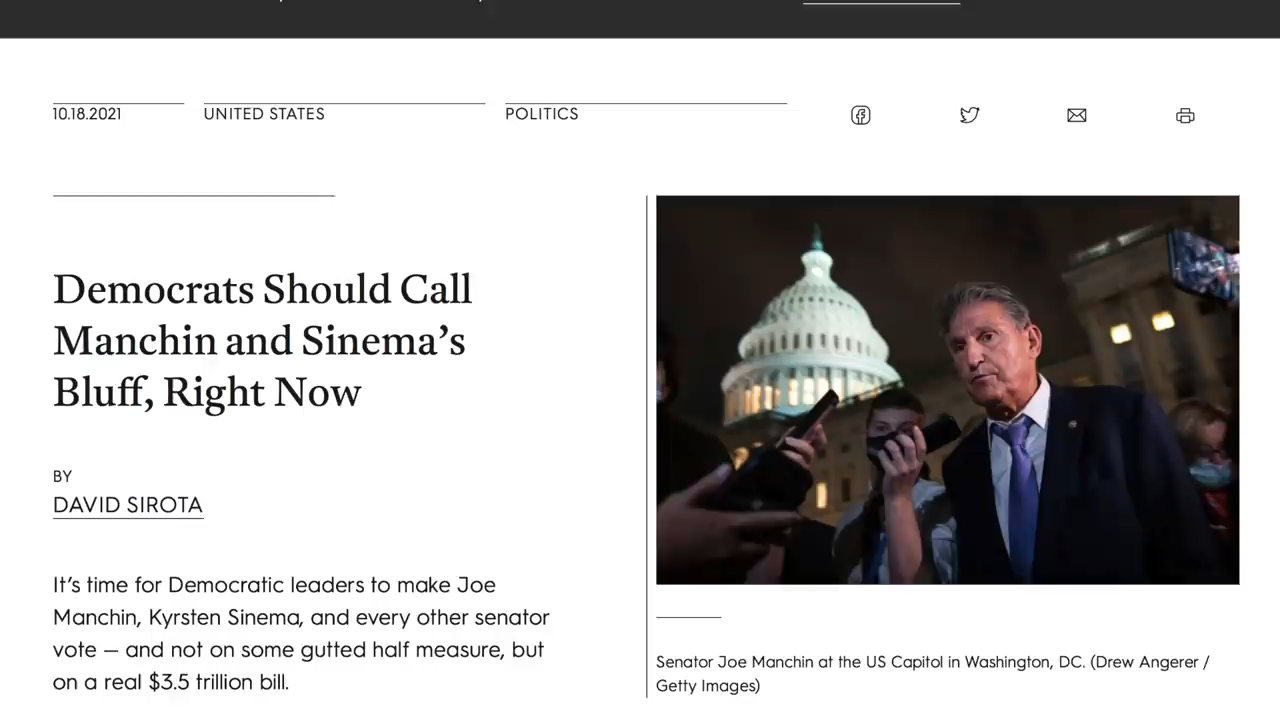 10.18.2021
UNITED STATES
POLITICS
Democrats Should Call
Manchin and Sinema’s
Bluff, Right Now
BY
DAVID SIROTA
It’s time for Democratic leaders to make Joe
Manchin, Kyrsten Sinema, and every other senator
vote — and not on some gutted half measure, but
on a real $3.5 trillion bill.
Senator Joe Manchin at the US Capitol in Washington, DC. (Drew Angerer /
Getty Images)